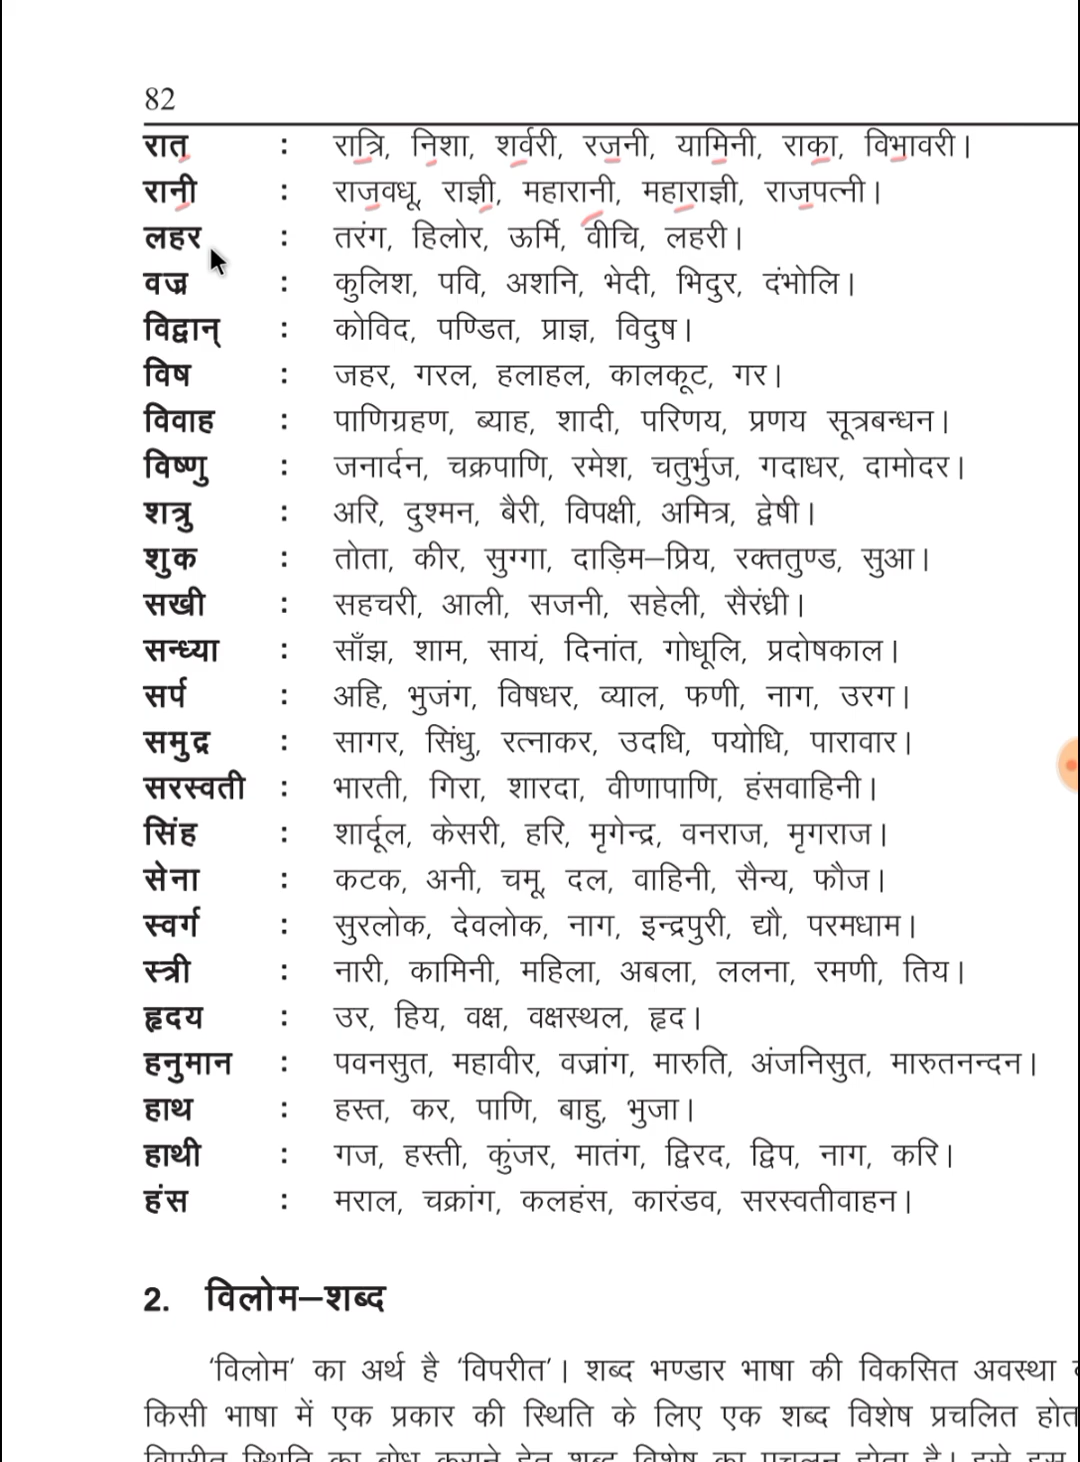 82
रात : रात्रि, निशा, शर्वरी, रजनी, यामिनी, राका, विभावरी।
रानी : राजवधू, राज्ञी, महारानी, महाराज्ञी, राजपत्नी।
लहर : तरंग, हिलोर, ऊर्मि, वीचि, लहरी।
वज्र : कुलिश, पवि, अशनि, भेदी, भिदुर, दंभोलि।
विद्वान् : कोविद, पण्डित, प्राज्ञ, विदुष।
विष : जहर, गरल, हलाहल, कालकूट, गर।
विवाह : पाणिग्रहण, ब्याह, शादी, परिणय, प्रणय सूत्रबन्धन।
विष्णु : जनार्दन, चक्रपाणि, रमेश, चतुर्भुज, गदाधर, दामोदर।
शत्रु : अरि, दुश्मन, बैरी, विपक्षी, अमित्र, द्वेषी।
शुक : तोता, कीर, सुग्गा, दाड़िम–प्रिय, रक्ततुण्ड, सुआ।
सखी : सहचरी, आली, सजनी, सहेली, सैरंध्री।
सन्ध्या : साँझ, शाम, सायं, दिनांत, गोधूलि, प्रदोषकाल।
सर्प : अहि, भुजंग, विषधर, व्याल, फणी, नाग, उरग।
समुद्र : सागर, सिंधु, रत्नाकर, उदधि, पयोधि, पारावार।
सरस्वती : भारती, गिरा, शारदा, वीणापाणि, हंसवाहिनी।
सिंह : शार्दूल, केसरी, हरि, मृगेन्द्र, वनराज, मृगराज।
सेना : कटक, अनी, चमू, दल, वाहिनी, सैन्य, फौज।
स्वर्ग : सुरलोक, देवलोक, नाग, इन्द्रपुरी, द्यौ, परमधाम।
स्त्री : नारी, कामिनी, महिला, अबला, ललना, रमणी, तिय।
हृदय : उर, हिय, वक्ष, वक्षस्थल, हृद।
हनुमान : पवनसुत, महावीर, वज्रांग, मारुति, अंजनिसुत, मारुतनन्दन।
हाथ : हस्त, कर, पाणि, बाहु, भुजा।
हाथी : गज, हस्ती, कुंजर, मातंग, द्विरद, द्विप, नाग, करि।
हंस : मराल, चक्रांग, कलहंस, कारंडव, सरस्वतीवाहन।
2. विलोम–शब्द
'विलोम' का अर्थ है 'विपरीत'। शब्द भण्डार भाषा की विकसित अवस्था
किसी भाषा में एक प्रकार की स्थिति के लिए एक शब्द विशेष प्रचलित होत
विपरीत स्थिति का बोध कराने हेतु शब्द विशेष का प्रचलन होता है। इसे इस